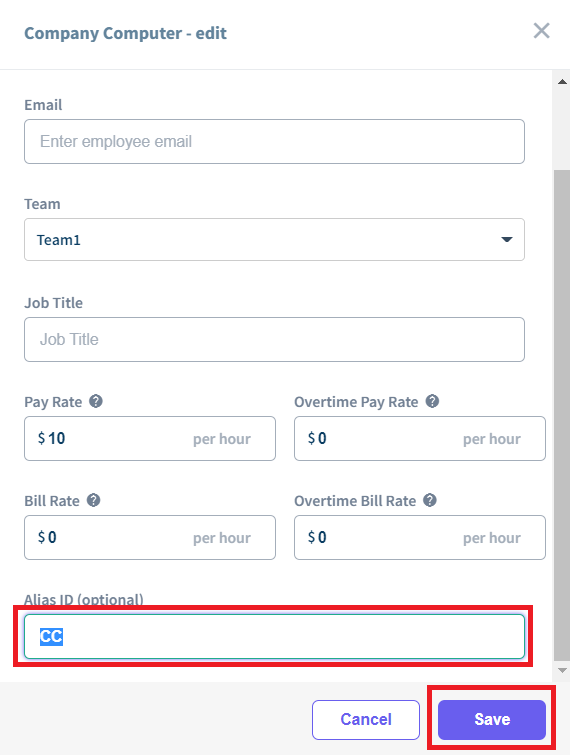 Company Computer - edit
Email
Enter employee email
Team
Team1
Job Title
Job Title
Pay Rate Overtime Pay Rate
$ 10 per hour $ 0 per hour
Bill Rate Overtime Bill Rate
$ 0 per hour $ 0 per hour
Alias ID (optional)
CC
Cancel Save